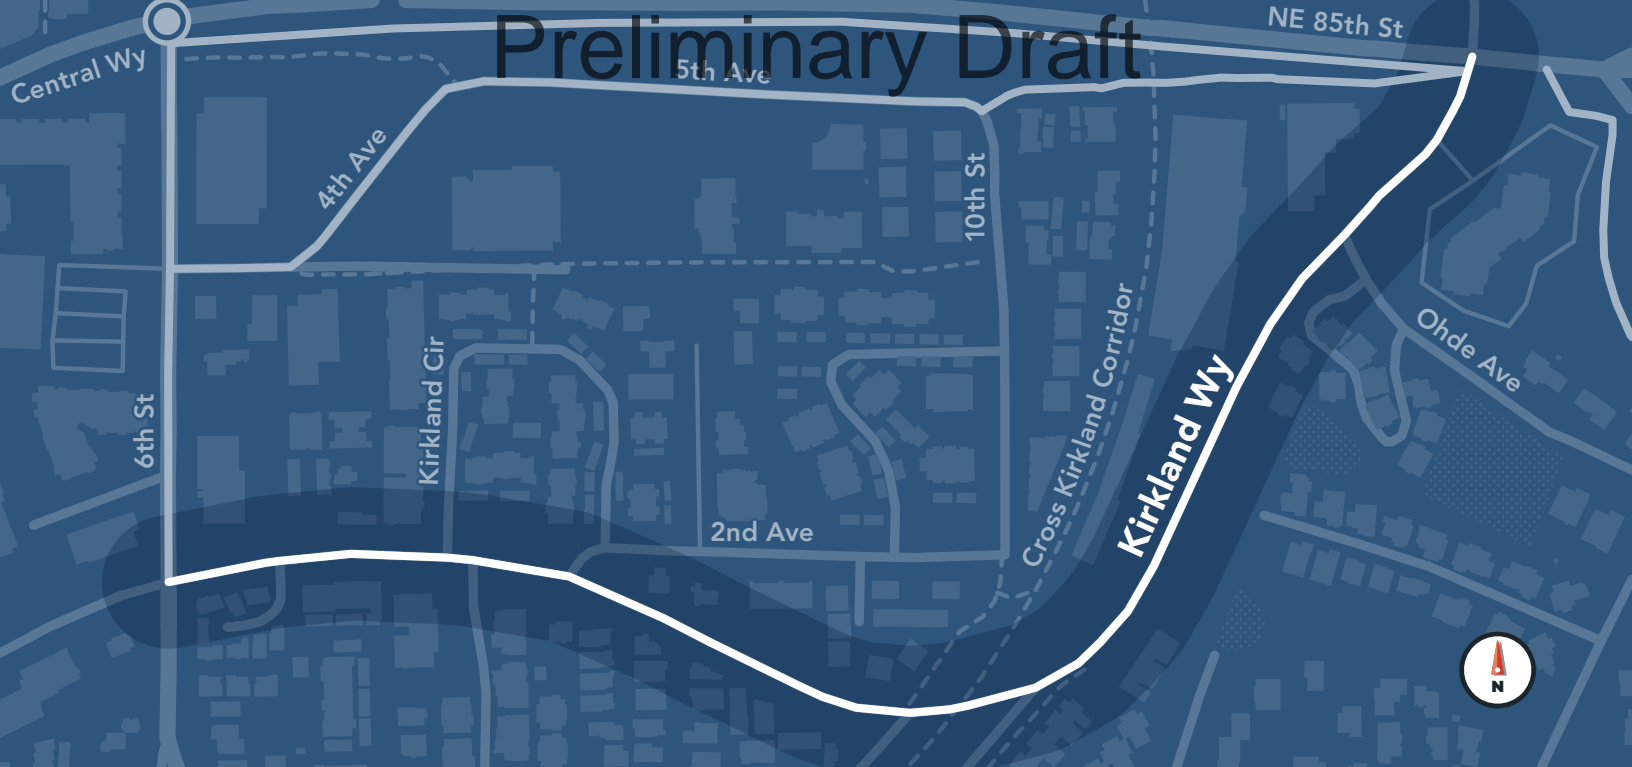 Preliminary Draft
NE 85th St
Central Wy
5th Ave
4th Ave
10th St
Cross Kirkland Corridor
Ohde Ave
Kirkland Wy
Kirkland Cir
6th St
2nd Ave
N